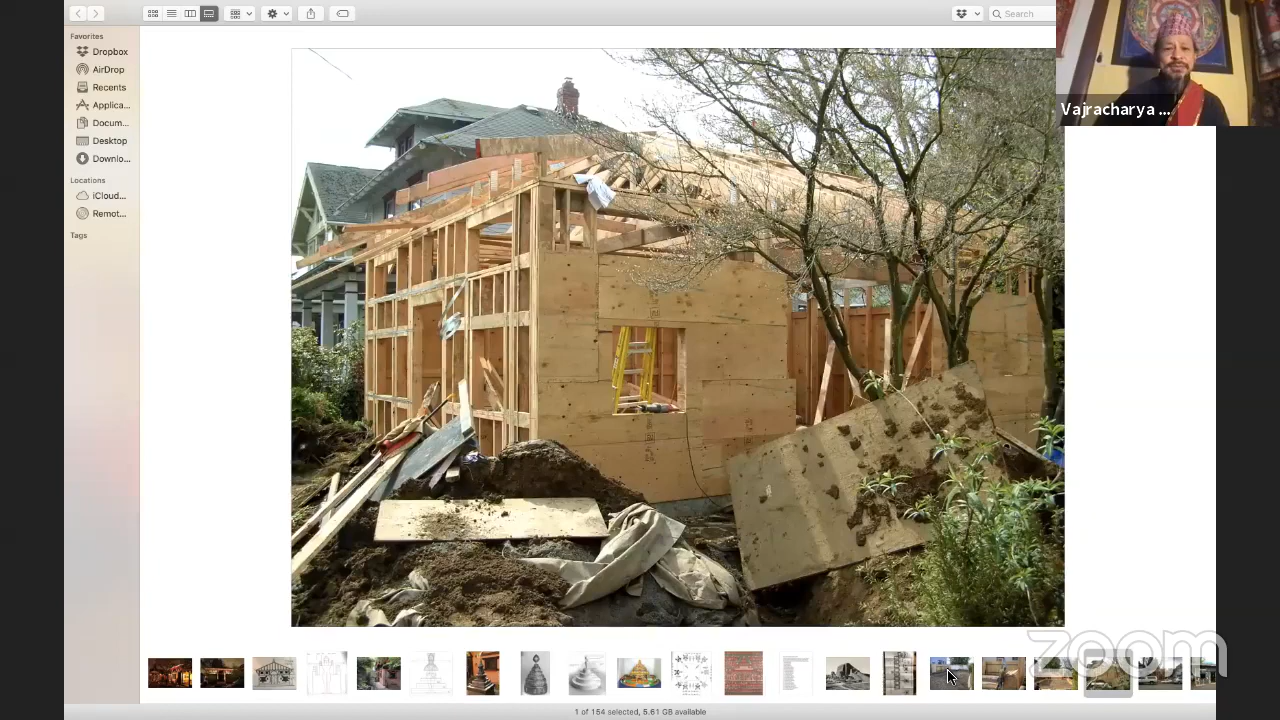 Search
Favorites
Dropbox
AirDrop
Recents
Applica...
Docum...
Desktop
Downlo...
Locations
iCloud...
Remot...
Tags
Vajracharya ...
zoom
1 of 154 selected, 5.61 GB available